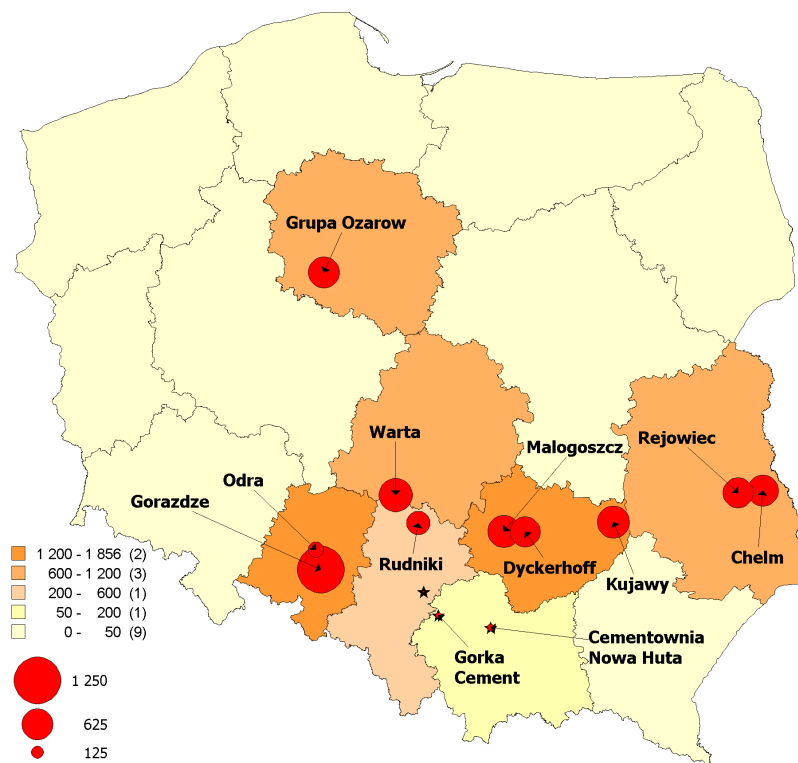 Grupa Ozarow
Warta
Malogoszcz
Rejowiec
Odra
Gorazdze
Rudniki
Dyckerhoff
Chelm
Kujawy
Cementownia
Nowa Huta
Gorka
Cement
1 200 - 1 856 (2)
600 - 1 200 (3)
200 - 600 (1)
50 - 200 (1)
0 - 50 (9)
1 250
625
125